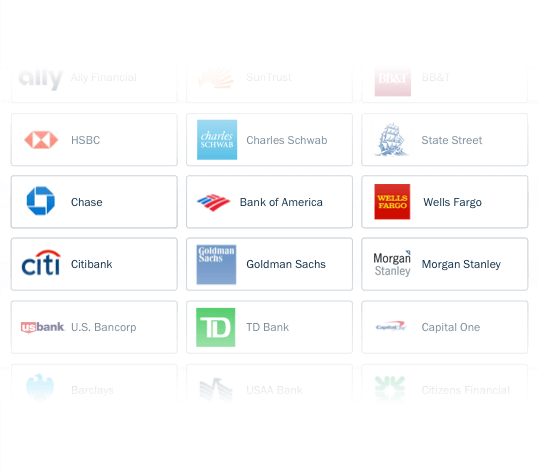 ally Ally Financial SunTrust BB&T BB&T
HSBC charles SCHWAB Charles Schwab State Street
Chase Bank of America WELLS FARGO Wells Fargo
citi Citibank Goldman Sachs Goldman Sachs Morgan Stanley Morgan Stanley
usbank U.S. Bancorp TD TD Bank Capital One Capital One
Barclays USAA Bank Citizens Financial